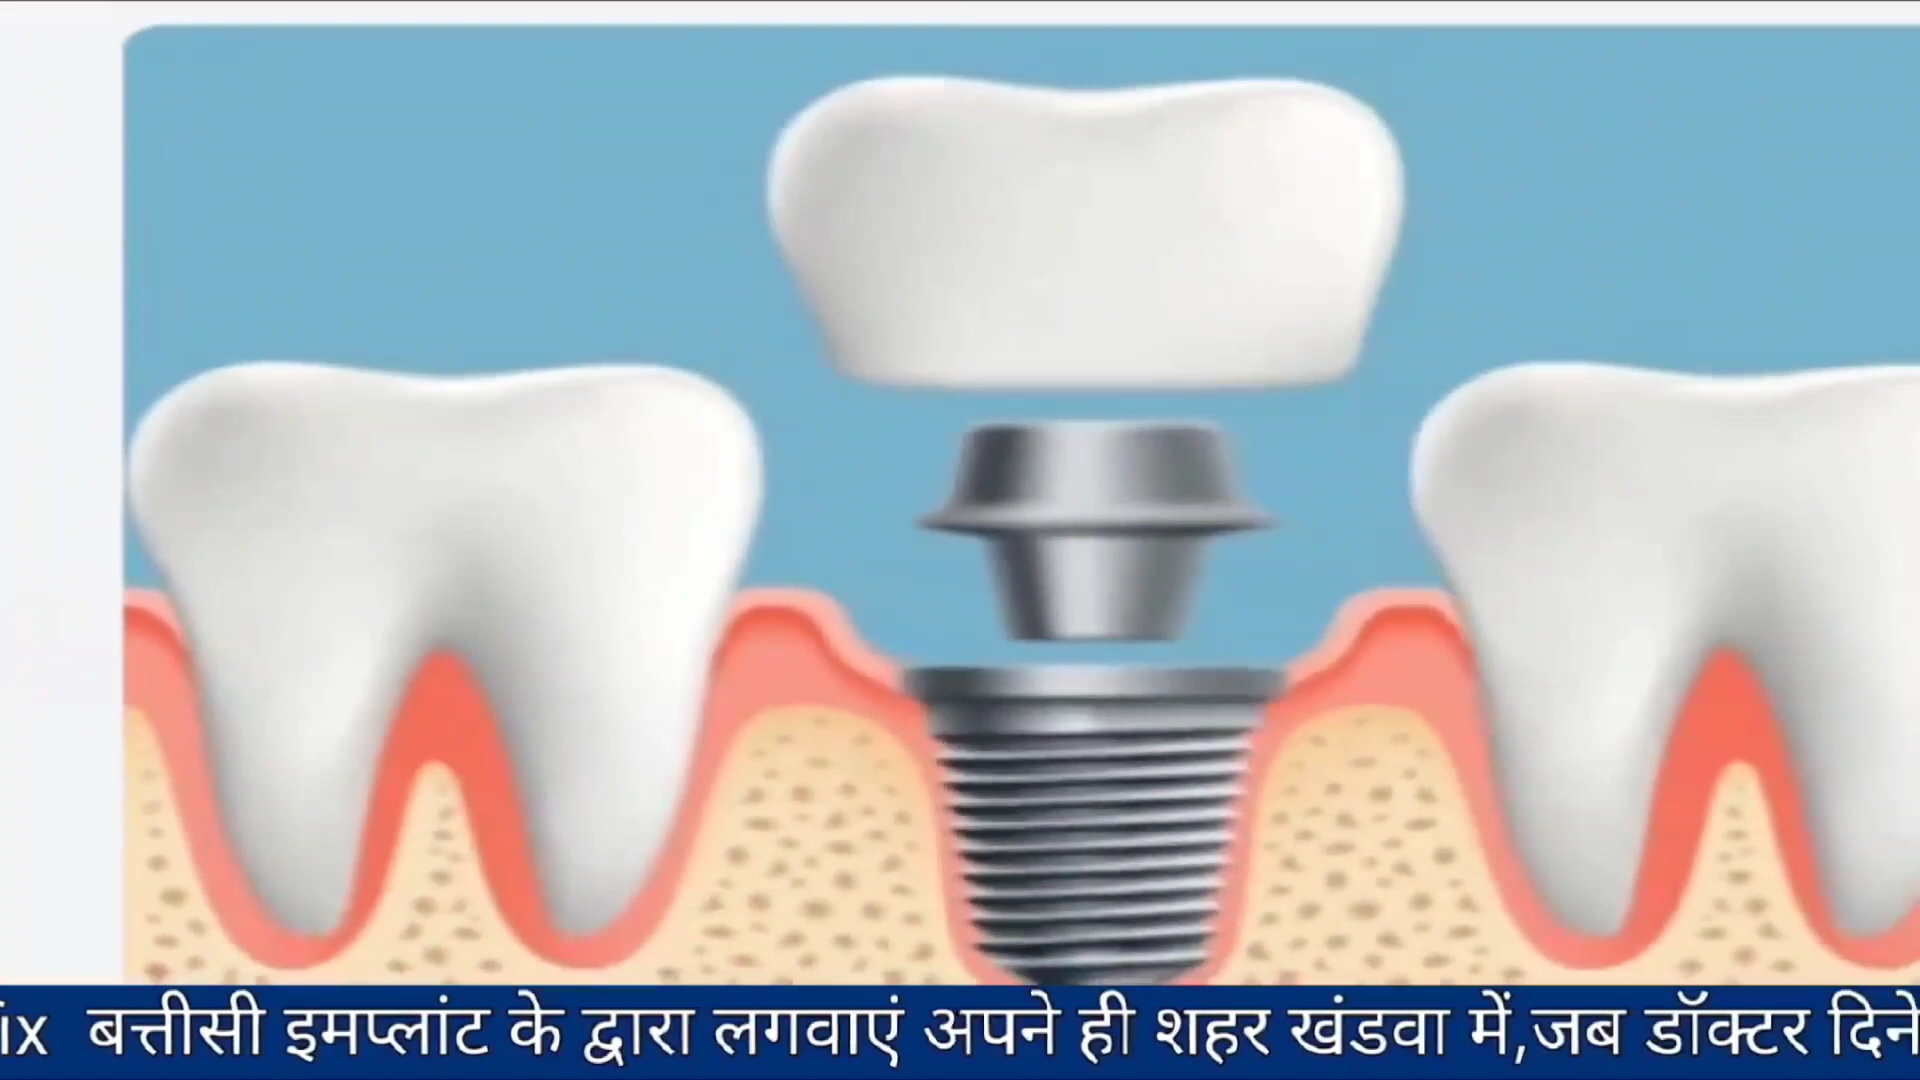 ix बत्तीसी इमप्लांट के द्वारा लगवाएं अपने ही शहर खंडवा में,जब डॉक्टर दिने